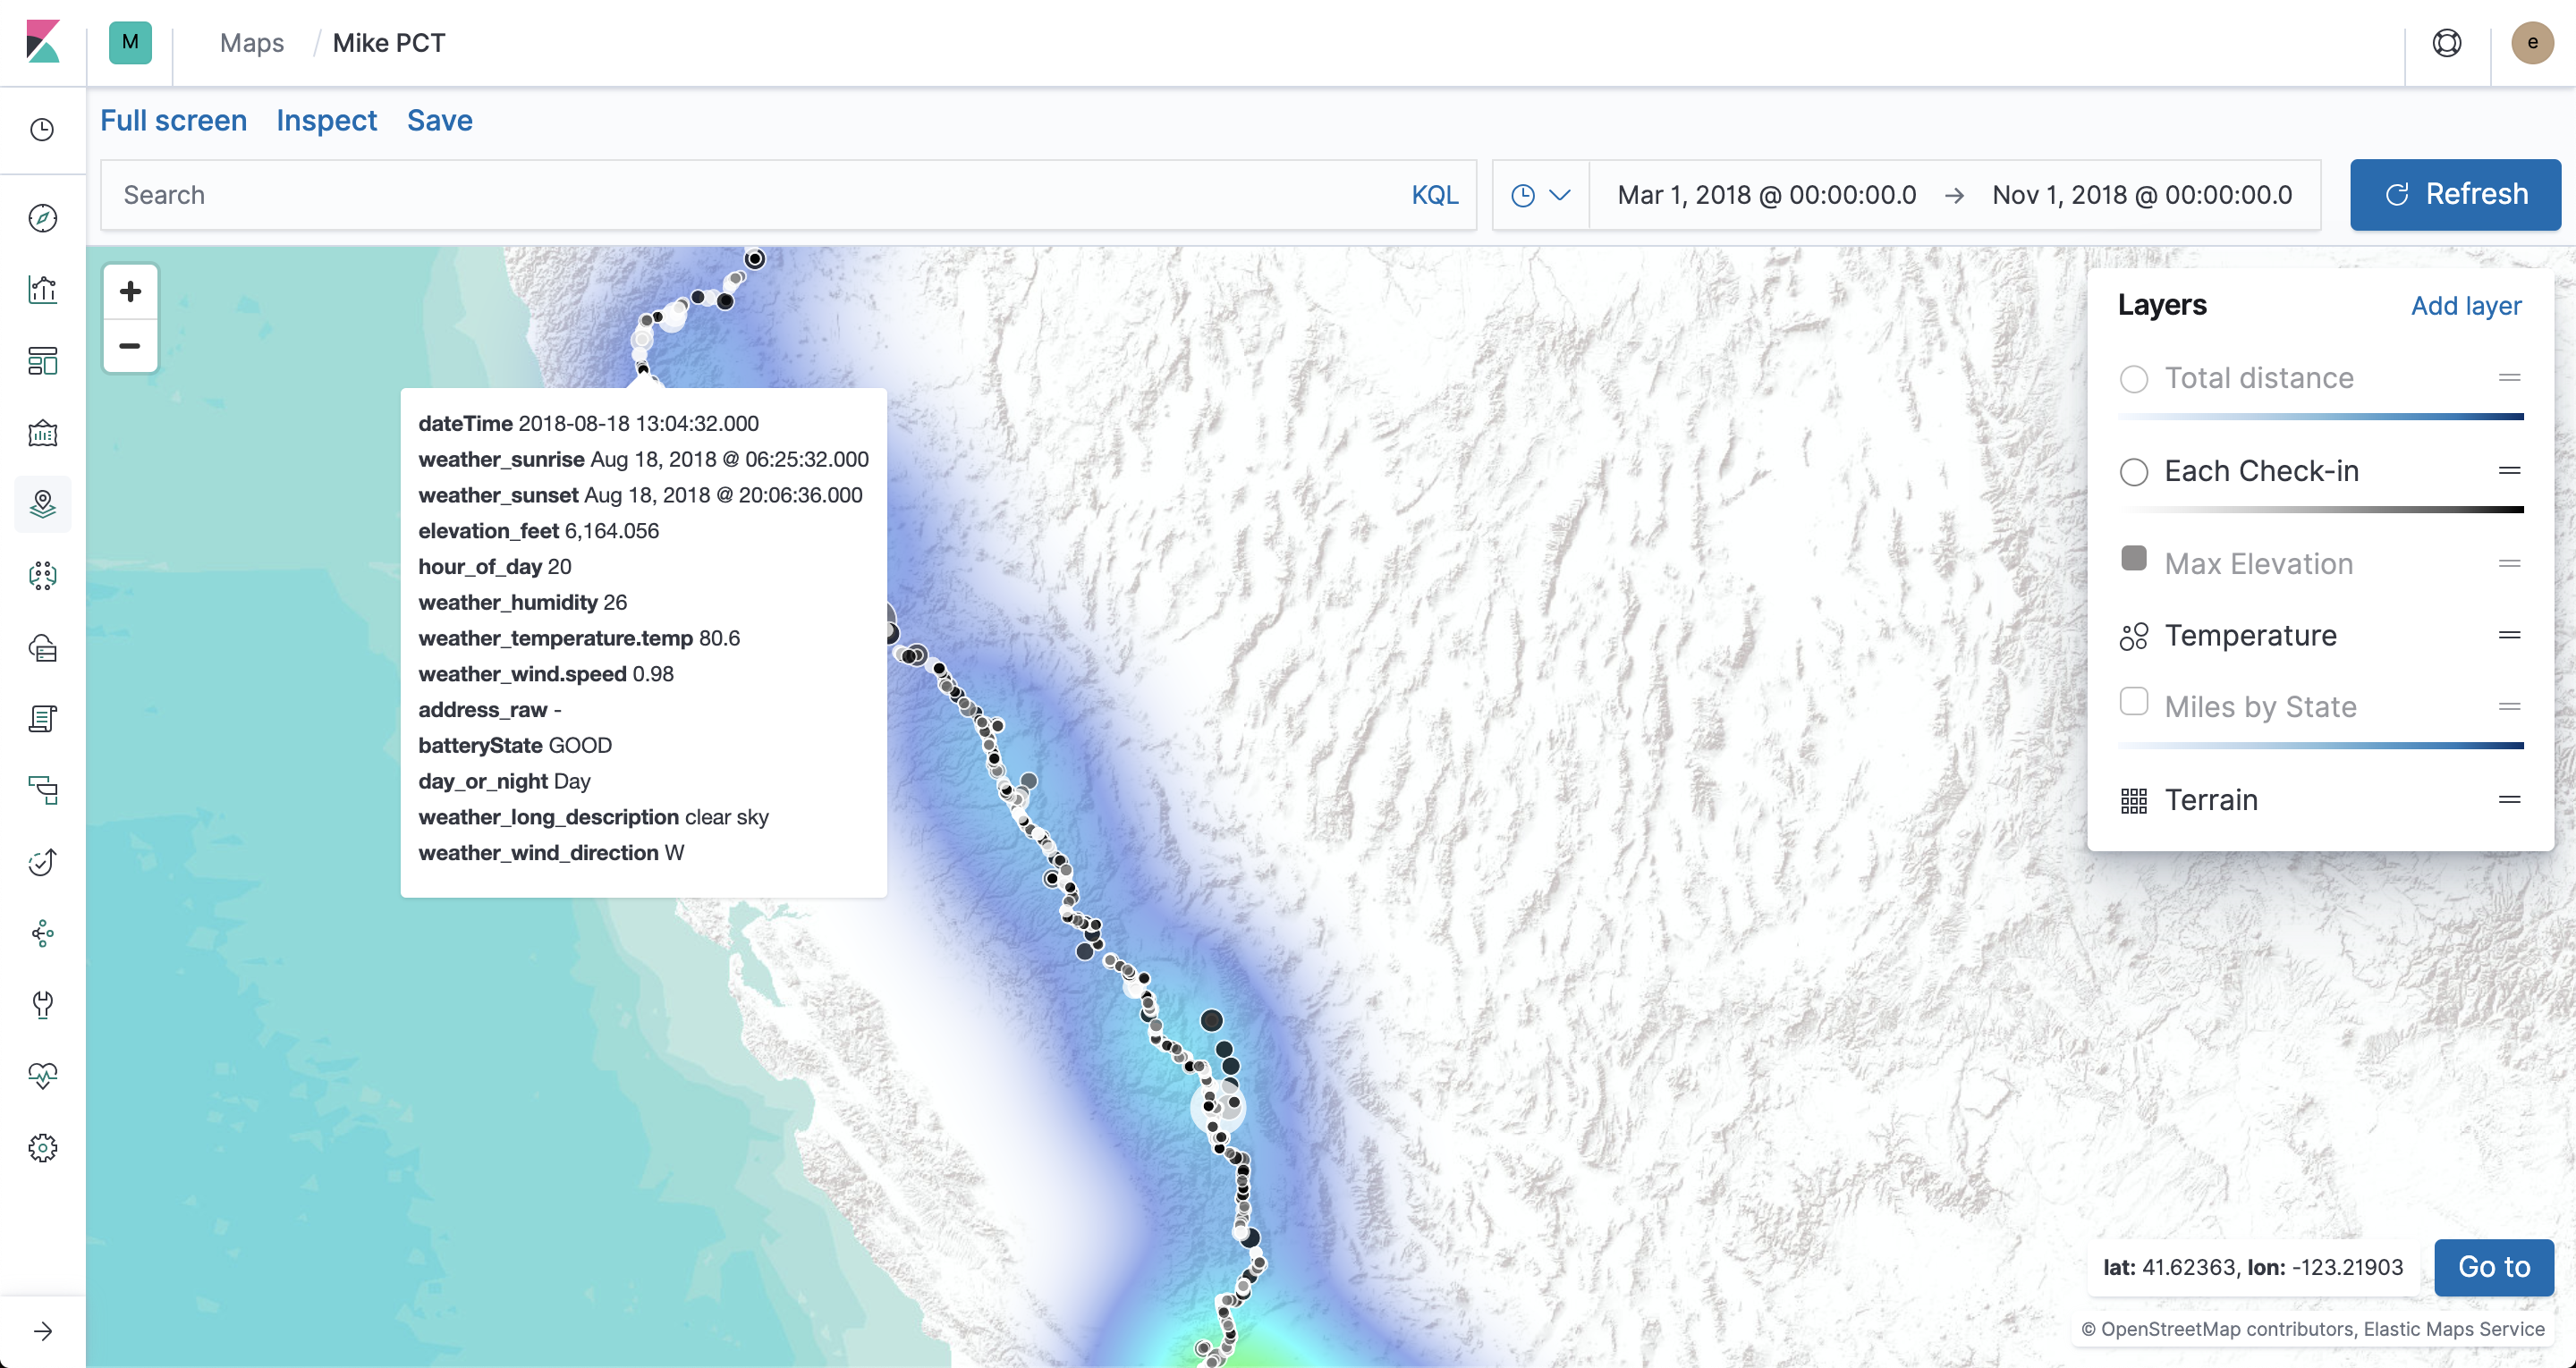 M
Maps / Mike PCT
e
Full screen Inspect Save
Search KQL
Mar 1, 2018 @ 00:00:00.0 → Nov 1, 2018 @ 00:00:00.0
Refresh
+
−
dateTime 2018-08-18 13:04:32.000
weather_sunrise Aug 18, 2018 @ 06:25:32.000
weather_sunset Aug 18, 2018 @ 20:06:36.000
elevation_feet 6,164.056
hour_of_day 20
weather_humidity 26
weather_temperature.temp 80.6
weather_wind.speed 0.98
address_raw -
batteryState GOOD
day_or_night Day
weather_long_description clear sky
weather_wind_direction W
Layers Add layer
Total distance
Each Check-in
Max Elevation
Temperature
Miles by State
Terrain
lat: 41.62363, lon: -123.21903
Go to
© OpenStreetMap contributors, Elastic Maps Service